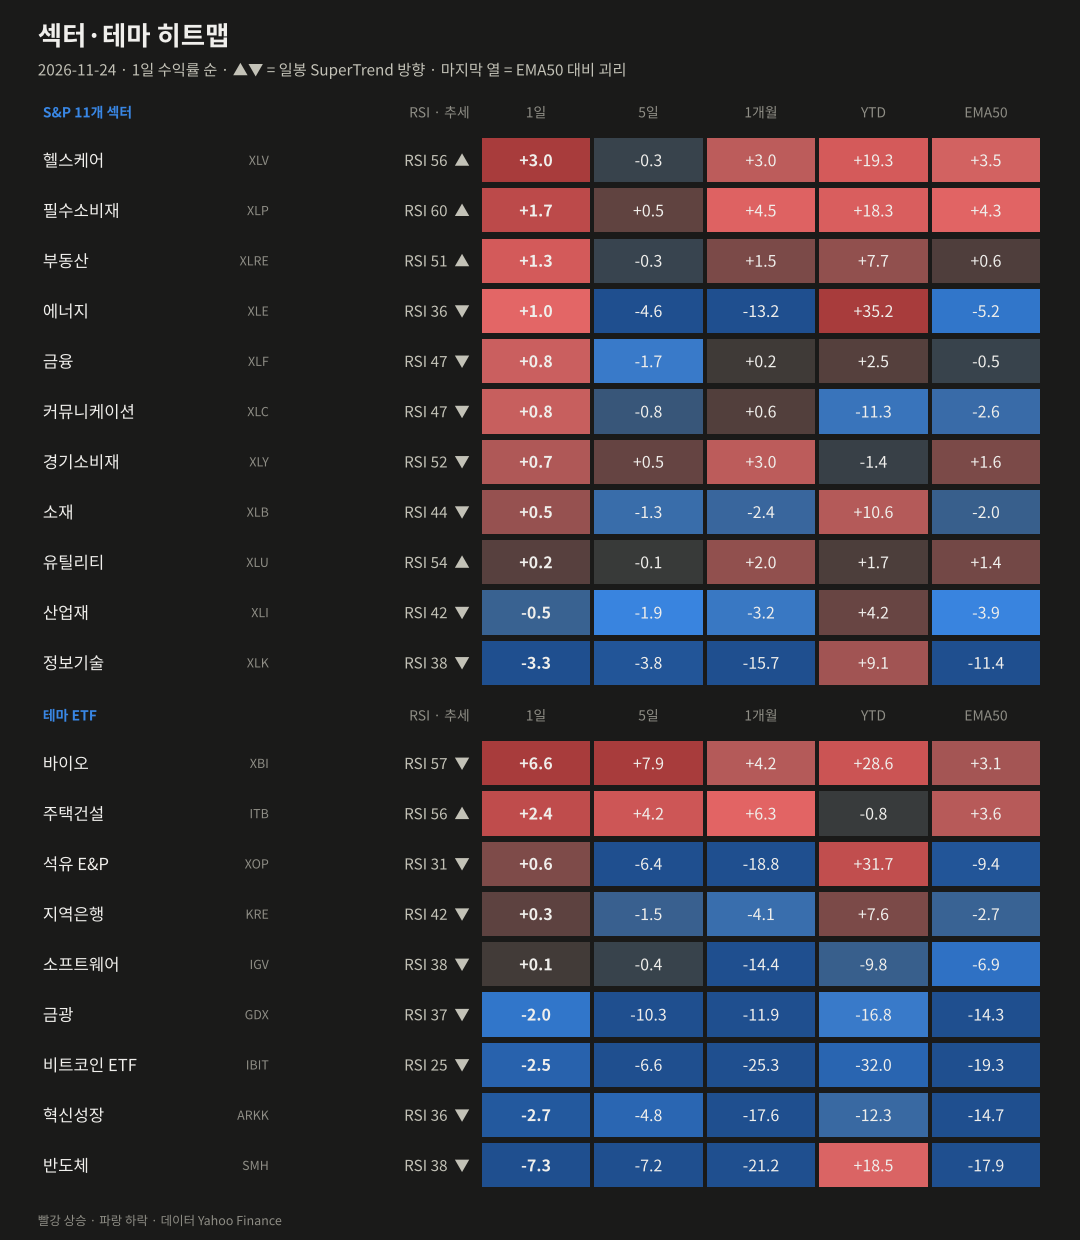 섹터·테마 히트맵
2026-11-24 · 1일 수익률 순 · ▲▼ = 일봉 SuperTrend 방향 · 마지막 열 = EMA50 대비 괴리
S&P 11개 섹터 RSI · 추세 1일 5일 1개월 YTD EMA50
헬스케어 XLV RSI 56 ▲ +3.0 -0.3 +3.0 +19.3 +3.5
필수소비재 XLP RSI 60 ▲ +1.7 +0.5 +4.5 +18.3 +4.3
부동산 XLRE RSI 51 ▲ +1.3 -0.3 +1.5 +7.7 +0.6
에너지 XLE RSI 36 ▼ +1.0 -4.6 -13.2 +35.2 -5.2
금융 XLF RSI 47 ▼ +0.8 -1.7 +0.2 +2.5 -0.5
커뮤니케이션 XLC RSI 47 ▼ +0.8 -0.8 +0.6 -11.3 -2.6
경기소비재 XLY RSI 52 ▼ +0.7 +0.5 +3.0 -1.4 +1.6
소재 XLB RSI 44 ▼ +0.5 -1.3 -2.4 +10.6 -2.0
유틸리티 XLU RSI 54 ▲ +0.2 -0.1 +2.0 +1.7 +1.4
산업재 XLI RSI 42 ▼ -0.5 -1.9 -3.2 +4.2 -3.9
정보기술 XLK RSI 38 ▼ -3.3 -3.8 -15.7 +9.1 -11.4
테마 ETF RSI · 추세 1일 5일 1개월 YTD EMA50
바이오 XBI RSI 57 ▼ +6.6 +7.9 +4.2 +28.6 +3.1
주택건설 ITB RSI 56 ▲ +2.4 +4.2 +6.3 -0.8 +3.6
석유 E&P XOP RSI 31 ▼ +0.6 -6.4 -18.8 +31.7 -9.4
지역은행 KRE RSI 42 ▼ +0.3 -1.5 -4.1 +7.6 -2.7
소프트웨어 IGV RSI 38 ▼ +0.1 -0.4 -14.4 -9.8 -6.9
금광 GDX RSI 37 ▼ -2.0 -10.3 -11.9 -16.8 -14.3
비트코인 ETF IBIT RSI 25 ▼ -2.5 -6.6 -25.3 -32.0 -19.3
혁신성장 ARKK RSI 36 ▼ -2.7 -4.8 -17.6 -12.3 -14.7
반도체 SMH RSI 38 ▼ -7.3 -7.2 -21.2 +18.5 -17.9
빨강 상승 · 파랑 하락 · 데이터 Yahoo Finance